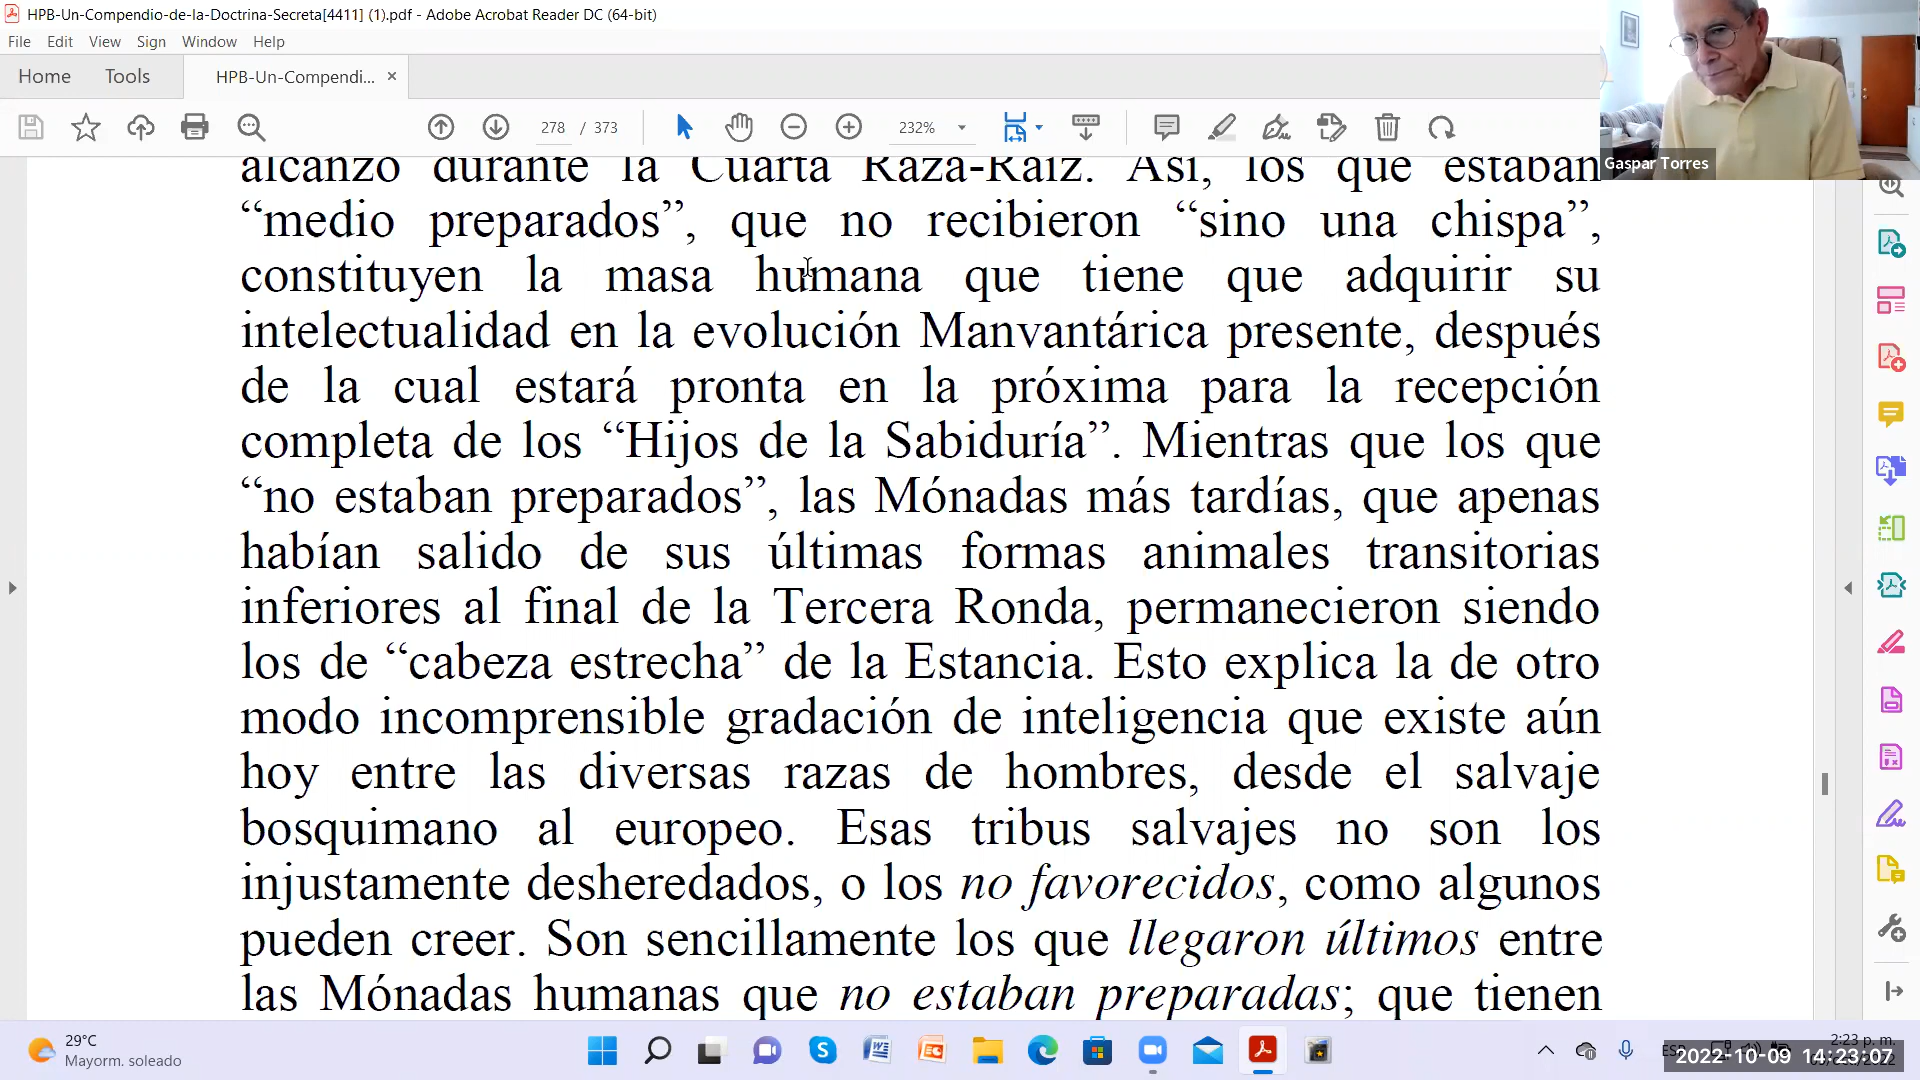 HPB-Un-Compendio-de-la-Doctrina-Secreta[4411] (1).pdf - Adobe Acrobat Reader DC (64-bit)
File Edit View Sign Window Help
Home Tools HPB-Un-Compendi... ×
278 / 373 232%
Gaspar Torres
alcanzó durante la Cuarta Raza-Raíz. Así, los que estaban
“medio preparados”, que no recibieron “sino una chispa”,
constituyen la masa humana que tiene que adquirir su
intelectualidad en la evolución Manvantárica presente, después
de la cual estará pronta en la próxima para la recepción
completa de los “Hijos de la Sabiduría”. Mientras que los que
“no estaban preparados”, las Mónadas más tardías, que apenas
habían salido de sus últimas formas animales transitorias
inferiores al final de la Tercera Ronda, permanecieron siendo
los de “cabeza estrecha” de la Estancia. Esto explica la de otro
modo incomprensible gradación de inteligencia que existe aún
hoy entre las diversas razas de hombres, desde el salvaje
bosquimano al europeo. Esas tribus salvajes no son los
injustamente desheredados, o los no favorecidos, como algunos
pueden creer. Son sencillamente los que llegaron últimos entre
las Mónadas humanas que no estaban preparadas; que tienen
29°C
Mayorm. soleado
2:23 p. m.
2022-10-09 14:23:07